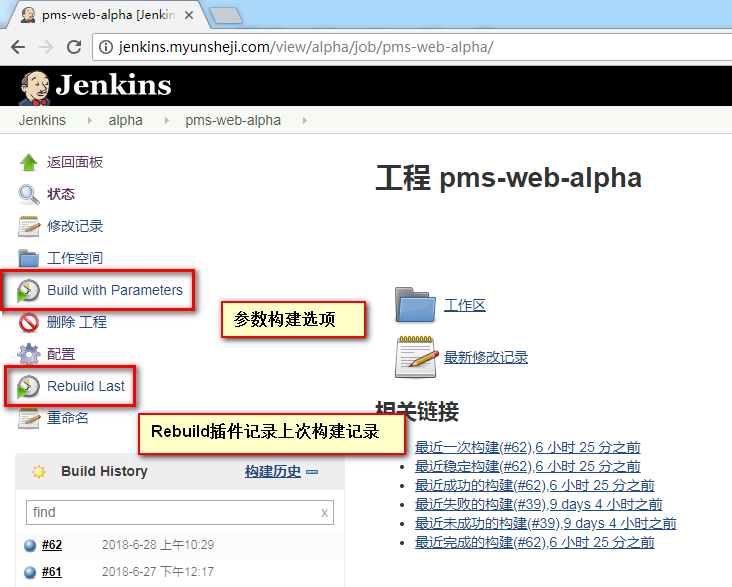 pms-web-alpha [Jenkin
jenkins.myunsheji.com/view/alpha/job/pms-web-alpha/
Jenkins
Jenkins alpha pms-web-alpha
返回面板
状态
修改记录
工作空间
Build with Parameters
删除 工程
配置
Rebuild Last
重命名
工程 pms-web-alpha
参数构建选项
工作区
最新修改记录
Rebuild插件记录上次构建记录
相关链接
最近一次构建(#62),6 小时 25 分之前
最近稳定构建(#62),6 小时 25 分之前
最近成功的构建(#62),6 小时 25 分之前
最近失败的构建(#39),9 days 4 小时之前
最近未成功的构建(#39),9 days 4 小时之前
最近完成的构建(#62),6 小时 25 分之前
Build History 构建历史
find x
#62 2018-6-28 上午10:29
#61 2018-6-27 下午12:17